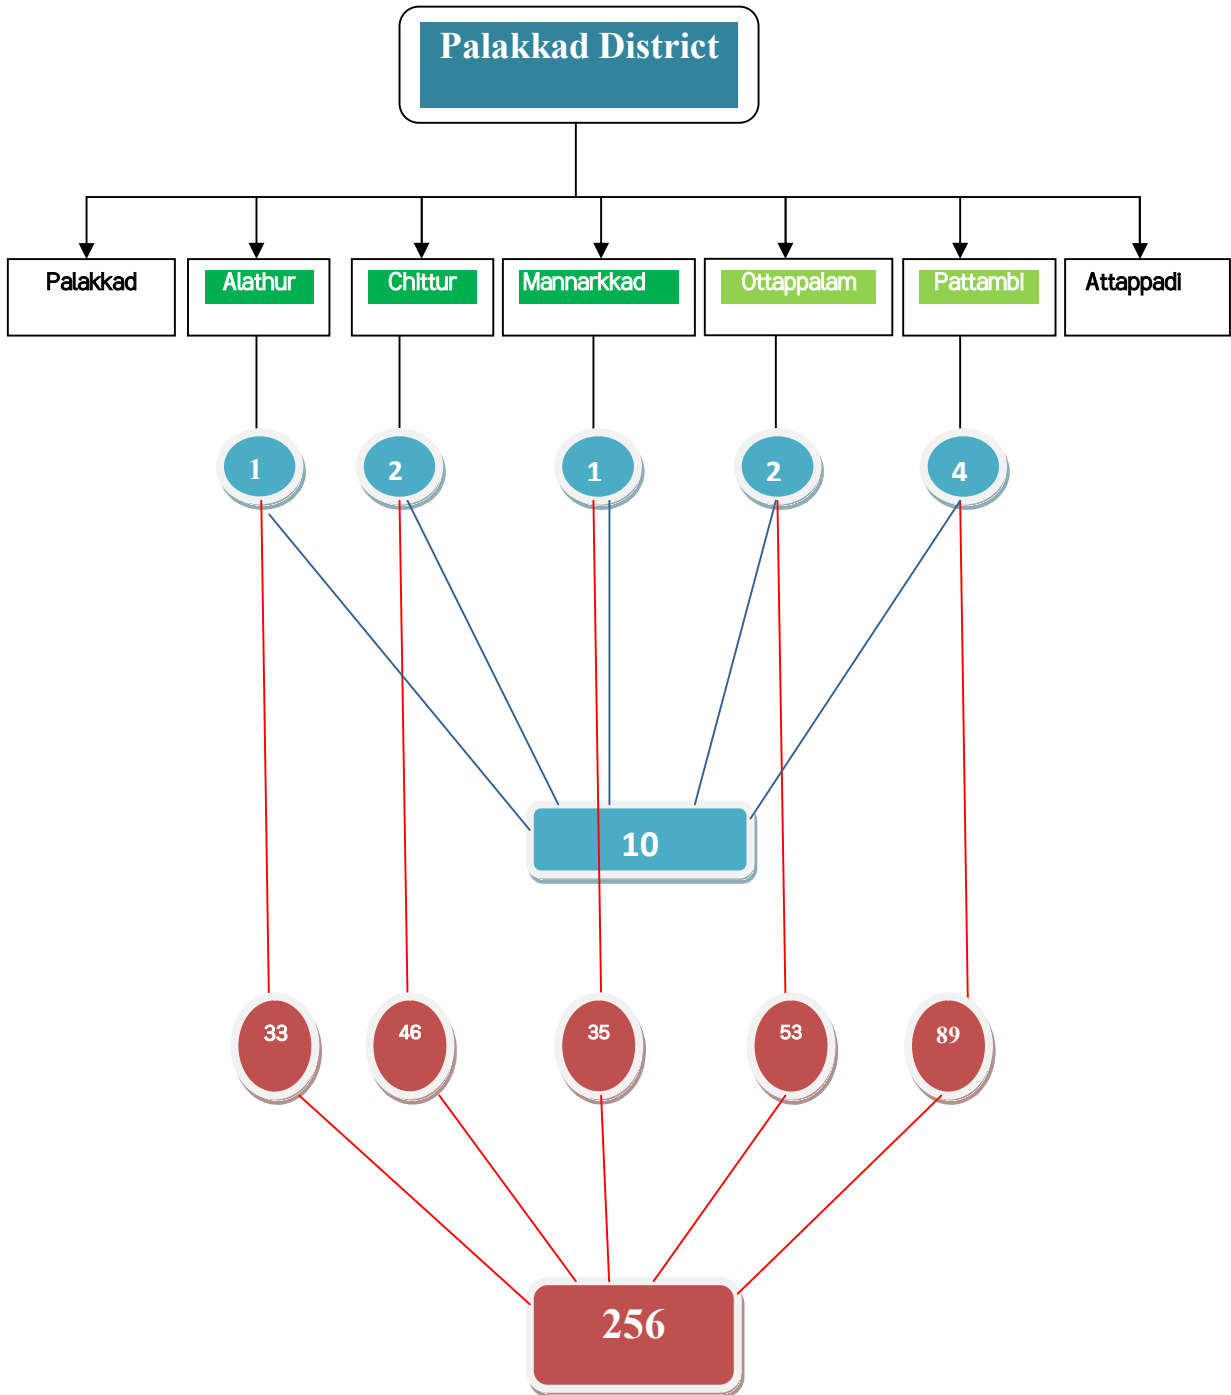 Palakkad District
Palakkad
Alathur
Chittur
Mannarkkad
Ottappalam
Pattambi
Attappadi
1
2
1
2
4
10
33
46
35
53
89
256